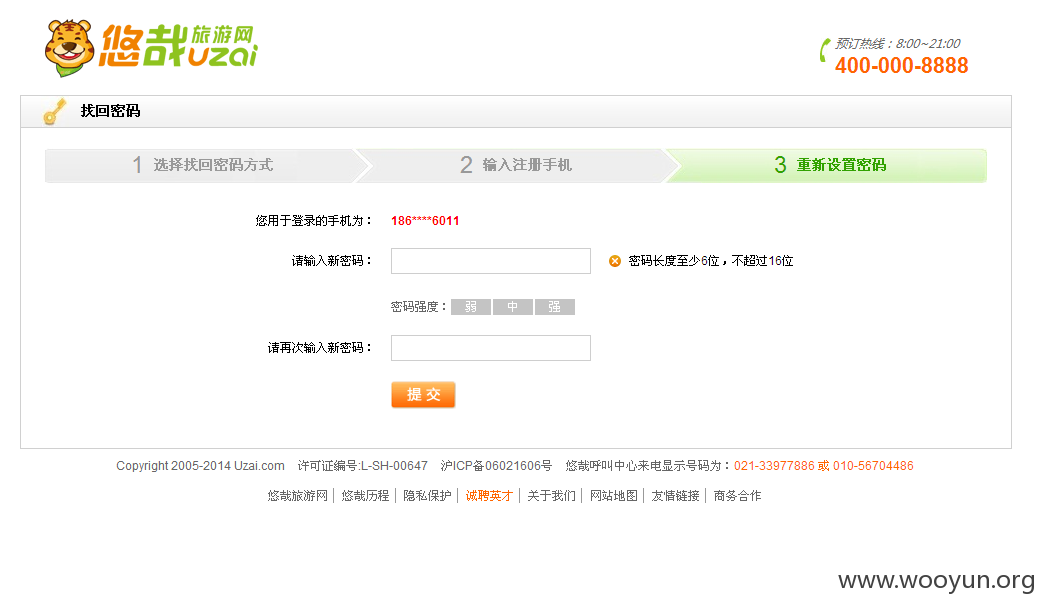 悠哉旅游网
uzai
预订热线：8:00~21:00
400-000-8888
找回密码
1 选择找回密码方式
2 输入注册手机
3 重新设置密码
您用于登录的手机为： 186****6011
请输入新密码： 密码长度至少6位，不超过16位
密码强度： 弱 中 强
请再次输入新密码：
提 交
Copyright 2005-2014 Uzai.com 许可证编号:L-SH-00647 沪ICP备06021606号 悠哉呼叫中心来电显示号码为：021-33977886 或 010-56704486
悠哉旅游网 | 悠哉历程 | 隐私保护 | 诚聘英才 | 关于我们 | 网站地图 | 友情链接 | 商务合作
www.wooyun.org